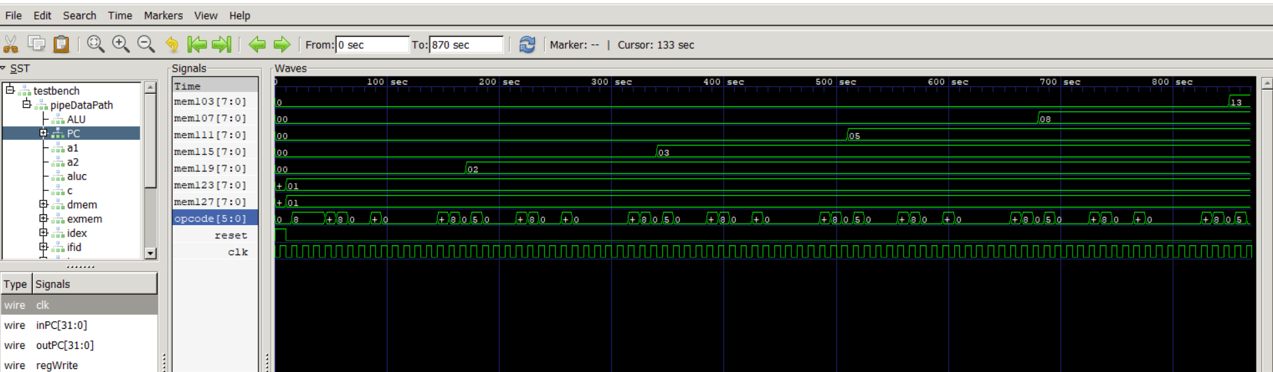 File Edit Search Time Markers View Help
From: 0 sec To: 870 sec Marker: -- | Cursor: 133 sec
SST
testbench
pipeDataPath
ALU
PC
a1
a2
aluc
c
dmem
exmem
idex
ifid
Type Signals
wire clk
wire inPC[31:0]
wire outPC[31:0]
wire regWrite
Signals
Time
mem103[7:0]
mem107[7:0]
mem111[7:0]
mem115[7:0]
mem119[7:0]
mem123[7:0]
mem127[7:0]
opcode[5:0]
reset
clk
Waves
100 sec 200 sec 300 sec 400 sec 500 sec 600 sec 700 sec 800 sec
0 13
00 08
00 05
00 03
00 02
+ 01
+ 01
0 8 + 8 0 + 0 + 8 0 5 0 + 8 0 + 0 + 8 0 5 0 + 8 0 + 0 + 8 0 5 0 + 8 0 + 0 + 8 0 5 0 + 8 0 + 0 + 8 0 5